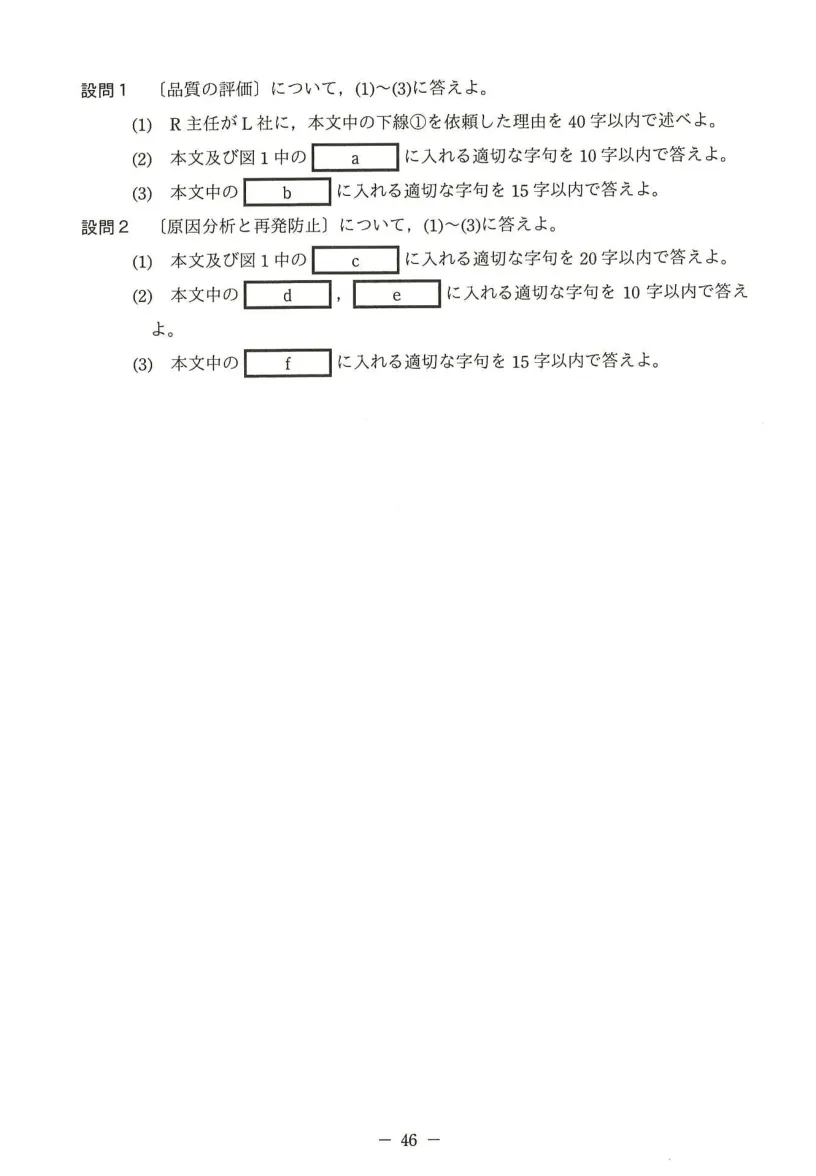 設問1 〔品質の評価〕について，(1)～(3)に答えよ。
(1) R主任がL社に，本文中の下線①を依頼した理由を40字以内で述べよ。
(2) 本文及び図1中の a に入れる適切な字句を10字以内で答えよ。
(3) 本文中の b に入れる適切な字句を15字以内で答えよ。
設問2 〔原因分析と再発防止〕について，(1)～(3)に答えよ。
(1) 本文及び図1中の c に入れる適切な字句を20字以内で答えよ。
(2) 本文中の d ， e に入れる適切な字句を10字以内で答え
よ。
(3) 本文中の f に入れる適切な字句を15字以内で答えよ。
－ 46 －